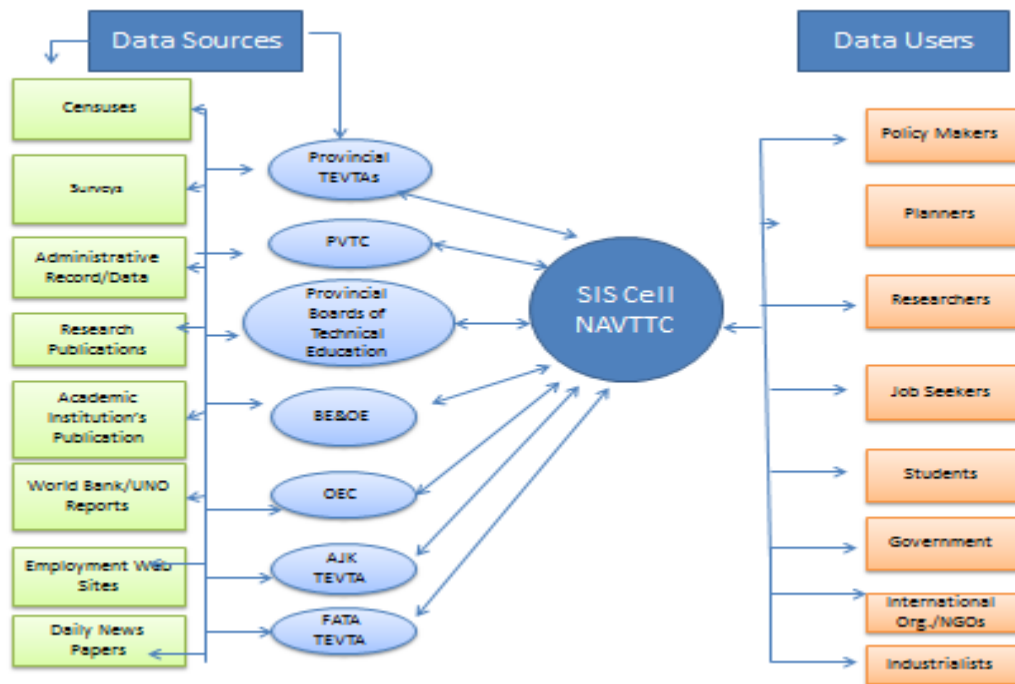 Data Sources
Data Users
Censuses
Surveys
Administrative
Record/Data
Research
Publications
Academic
Institution's
Publication
World Bank/UNO
Reports
Employment Web
Sites
Daily News
Papers
Provincial
TEVTAs
PVTC
Provincial
Boards of
Technical
Education
BE&OE
OEC
AJK
TEVTA
FATA
TEVTA
SIS Cell
NAVTTC
Policy Makers
Planners
Researchers
Job Seekers
Students
Government
International
Org./NGOs
Industrialists